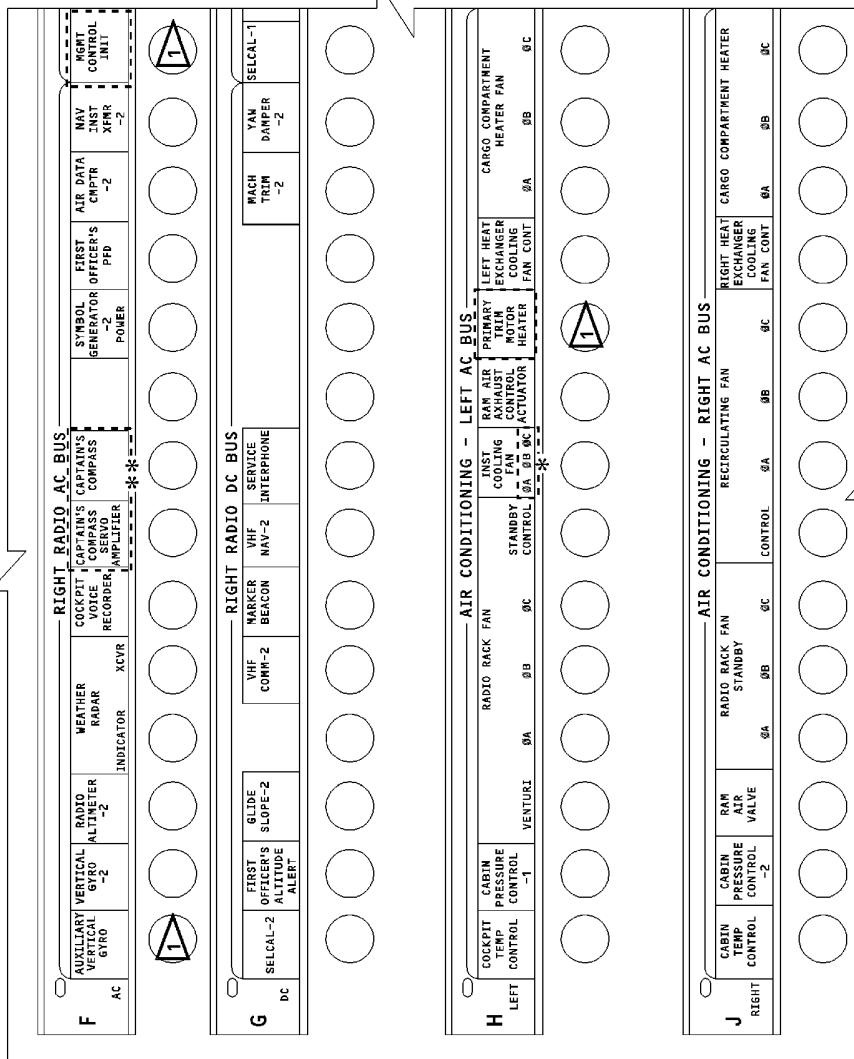 RIGHT RADIO AC BUS
F
AC
AUXILIARY
VERTICAL
GYRO
VERTICAL
GYRO
-2
RADIO
ALTIMETER
-2
WEATHER
RADAR
INDICATOR XCVR
COCKPIT
VOICE
RECORDER
CAPTAIN'S
COMPASS
SERVO
AMPLIFIER
CAPTAIN'S
COMPASS
**
SYMBOL
GENERATOR
-2
POWER
FIRST
OFFICER'S
PFD
AIR DATA
CMPTR
-2
NAV
INST
XFMR
-2
MGMT
CONTROL
INIT
1
1
RIGHT RADIO DC BUS
G
DC
SELCAL-2
FIRST
OFFICER'S
ALTITUDE
ALERT
GLIDE
SLOPE-2
VHF
COMM-2
MARKER
BEACON
VHF
NAV-2
SERVICE
INTERPHONE
MACH
TRIM
-2
YAW
DAMPER
-2
SELCAL-1
AIR CONDITIONING - LEFT AC BUS
H
LEFT
COCKPIT
TEMP
CONTROL
CABIN
PRESSURE
CONTROL
-1
RADIO RACK FAN
VENTURI ØA ØB ØC STANDBY
CONTROL
INST
COOLING
FAN
ØA ØB ØC
*
RAM AIR
AXHAUST
CONTROL
ACTUATOR
PRIMARY
TRIM
MOTOR
HEATER
LEFT HEAT
EXCHANGER
COOLING
FAN CONT
CARGO COMPARTMENT
HEATER FAN
ØA ØB ØC
1
AIR CONDITIONING - RIGHT AC BUS
J
RIGHT
CABIN
TEMP
CONTROL
CABIN
PRESSURE
CONTROL
-2
RAM
AIR
VALVE
RADIO RACK FAN
STANDBY
ØA ØB ØC
RECIRCULATING FAN
CONTROL ØA ØB ØC
RIGHT HEAT
EXCHANGER
COOLING
FAN CONT
CARGO COMPARTMENT HEATER
ØA ØB ØC